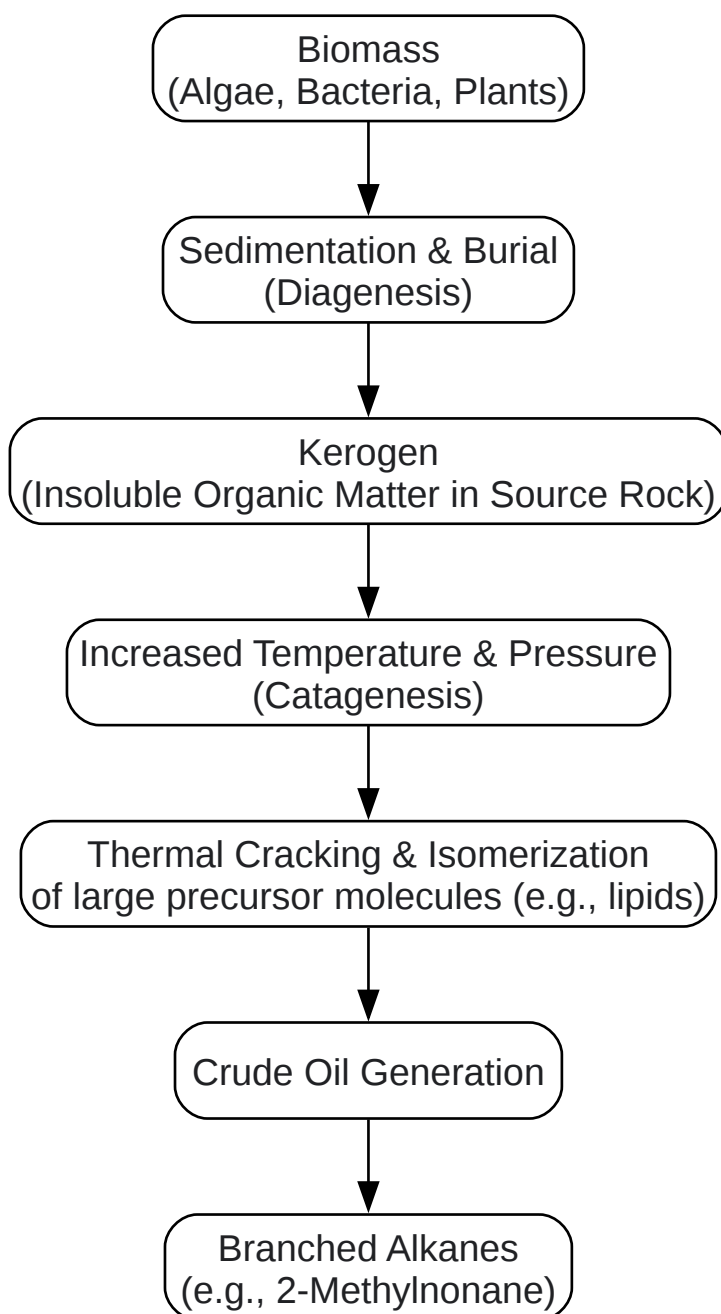 Biomass
(Algae, Bacteria, Plants)
Sedimentation & Burial
(Diagenesis)
Kerogen
(Insoluble Organic Matter in Source Rock)
Increased Temperature & Pressure
(Catagenesis)
Thermal Cracking & Isomerization
of large precursor molecules (e.g., lipids)
Crude Oil Generation
Branched Alkanes
(e.g., 2-Methylnonane)